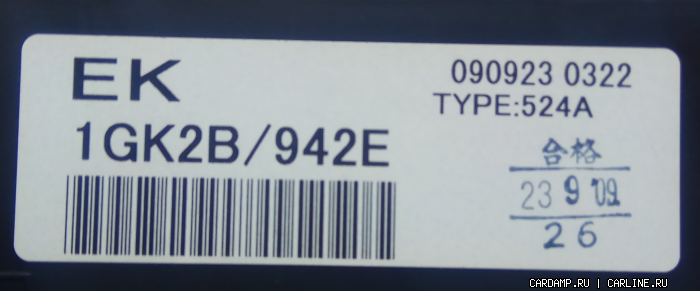 EK
1GK2B/942E
090923 0322
TYPE:524A
合格
23 9 '09
26
CARDAMP.RU | CARLINE.RU